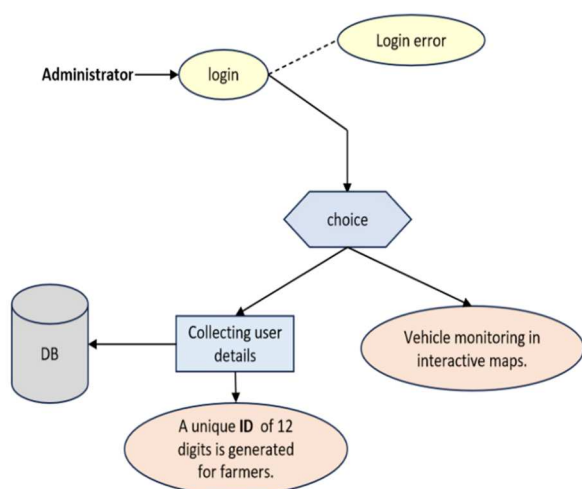 Login error
Administrator
login
choice
Collecting user
details
DB
Vehicle monitoring in
interactive maps.
A unique ID of 12
digits is generated
for farmers.